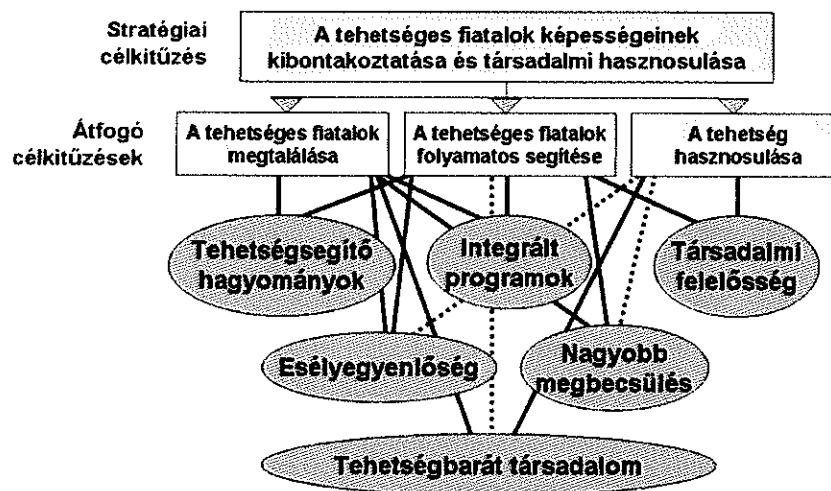 Stratégiai
célkitűzés
A tehetséges fiatalok képességeinek
kibontakoztatása és társadalmi hasznosulása
Átfogó
célkitűzések
A tehetséges fiatalok
megtalálása
A tehetséges fiatalok
folyamatos segítése
A tehetség
hasznosulása
Tehetségsegítő
hagyományok
Integrált
programok
Társadalmi
felelősség
Esélyegyenlőség
Nagyobb
megbecsülés
Tehetségbarát társadalom